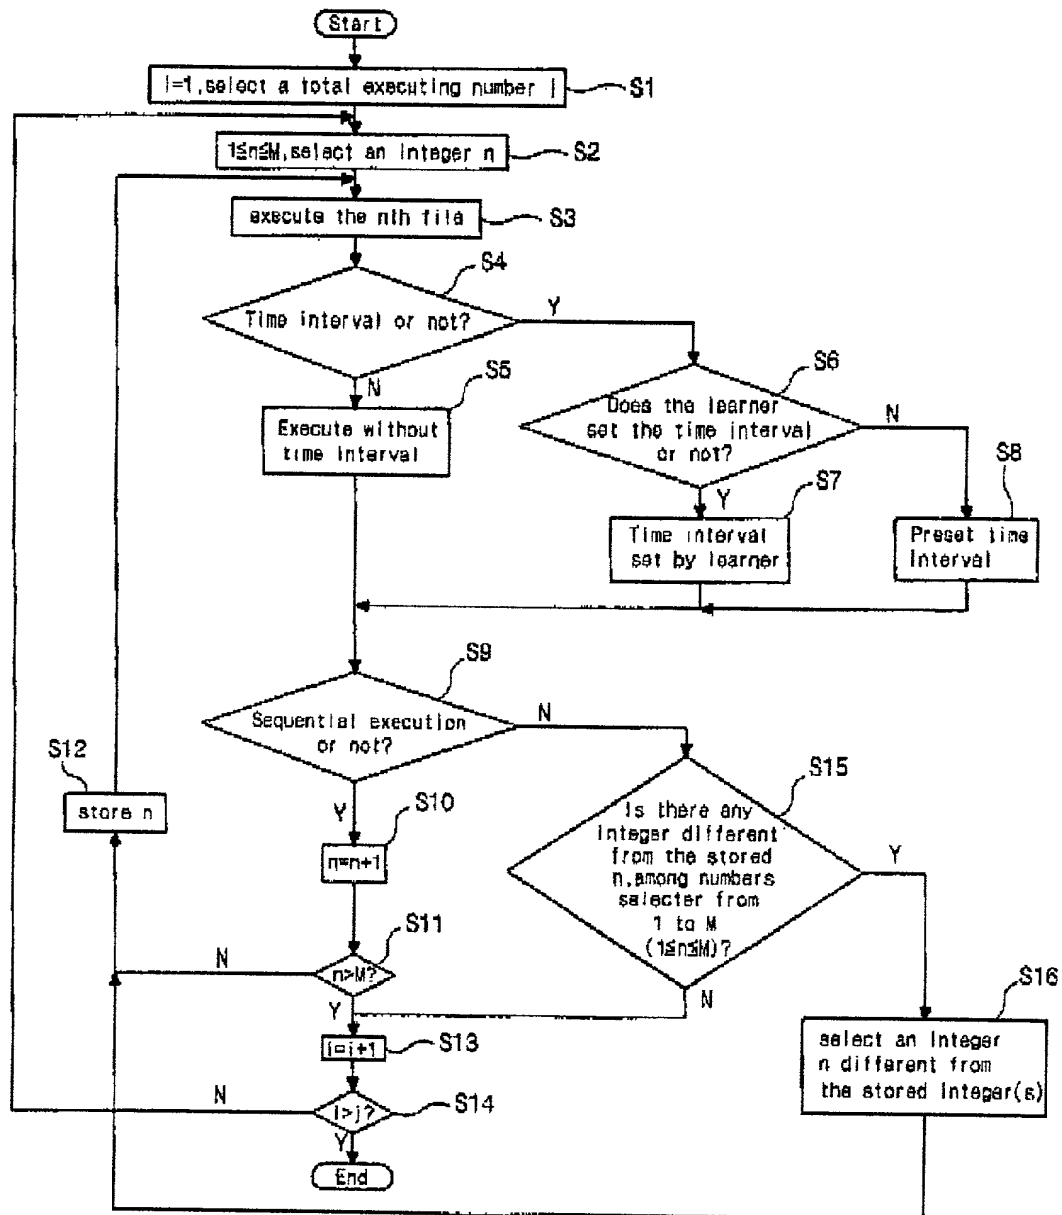 Start
i=1,select a total executing number j
S1
1≦n≦M,select an integer n
S2
execute the nth file
S3
S4
Time interval or not?
Y
N
S5
Execute without
time interval
S6
Does the learner
set the time interval
or not?
N
Y
S7
Time interval
set by learner
S8
Preset time
Interval
S9
Sequential execution
or not?
N
Y
S12
store n
S10
n=n+1
S15
Is there any
integer different
from the stored
n,among numbers
selecter from
1 to M
(1≦n≦M)?
Y
N
S11
n>M?
N
Y
S16
select an integer
n different from
the stored integer(s)
i=i+1
S13
i>j?
N
S14
Y
End